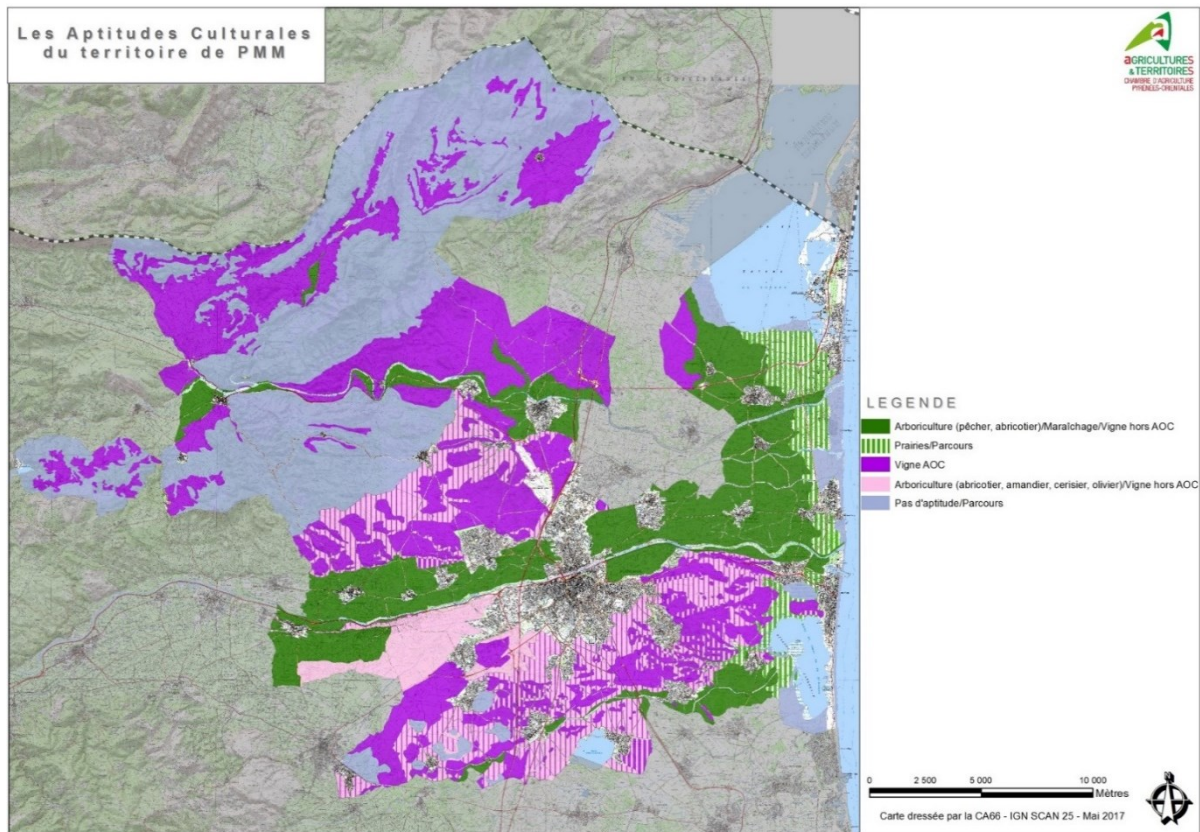 Les Aptitudes Culturales
du territoire de PMM
AGRICULTURES
& TERRITOIRES
CHAMBRE D'AGRICULTURE
PYRÉNÉES-ORIENTALES
LEGENDE
Arboriculture (pêcher, abricotier)/Maraîchage/Vigne hors AOC
Prairies/Parcours
Vigne AOC
Arboriculture (abricotier, amandier, cerisier, olivier)/Vigne hors AOC
Pas d'aptitude/Parcours
0 2 500 5 000 10 000
Mètres
Carte dressée par la CA66 - IGN SCAN 25 - Mai 2017